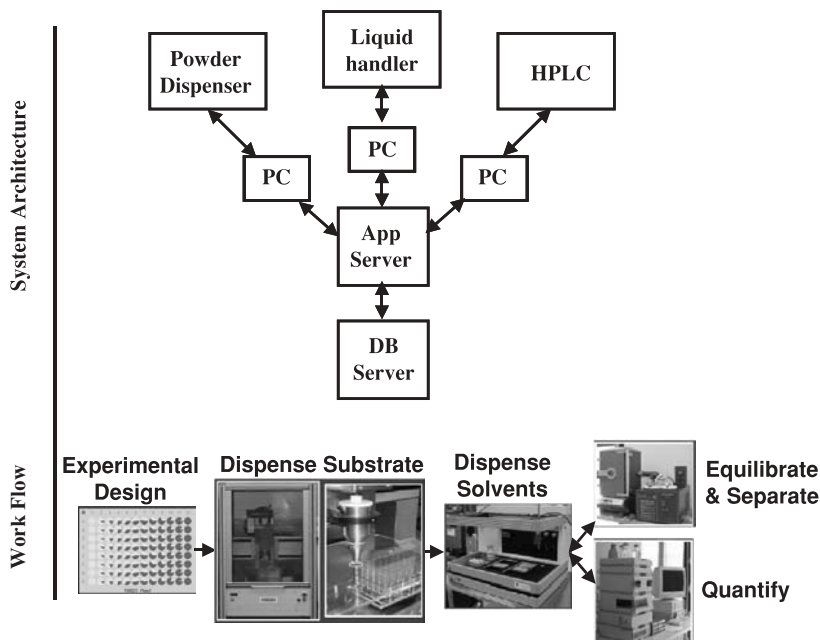 System Architecture
Powder
Dispenser
Liquid
handler
HPLC
PC
PC
PC
App
Server
DB
Server
Work Flow
Experimental
Design
Dispense Substrate
Dispense
Solvents
Equilibrate
& Separate
Quantify